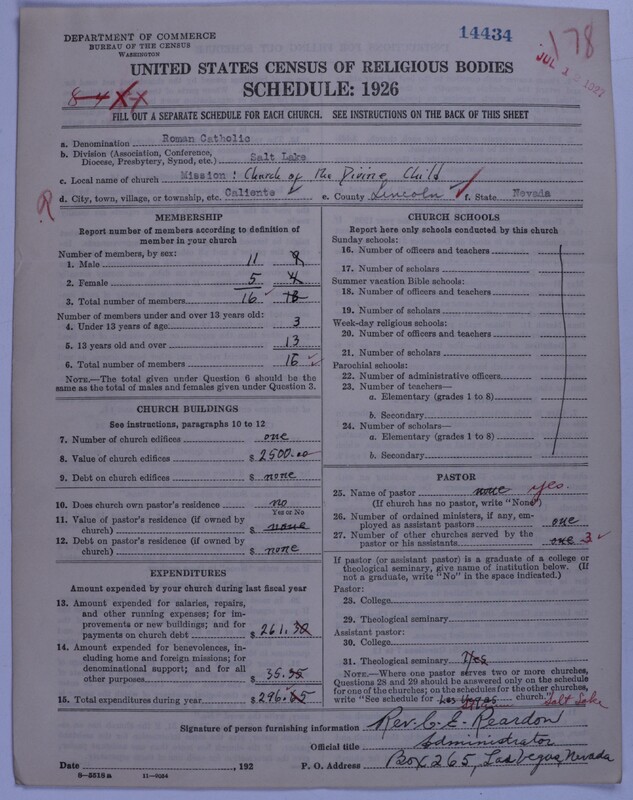 DEPARTMENT OF COMMERCE
BUREAU OF THE CENSUS
WASHINGTON
14434
178
JUL 12 1927
UNITED STATES CENSUS OF RELIGIOUS BODIES
SCHEDULE: 1926
8-4
FILL OUT A SEPARATE SCHEDULE FOR EACH CHURCH. SEE INSTRUCTIONS ON THE BACK OF THIS SHEET
a. Denomination Roman Catholic
b. Division (Association, Conference, Diocese, Presbytery, Synod, etc.) Salt Lake
c. Local name of church Mission: Church of the Divine Child
d. City, town, village, or township, etc. Caliente e. County Lincoln f. State Nevada
R
MEMBERSHIP
Report number of members according to definition of
member in your church
Number of members, by sex:
1. Male 11 9
2. Female 5 4
3. Total number of members 16 13
Number of members under and over 13 years old:
4. Under 13 years of age 3
5. 13 years old and over 13
6. Total number of members 16
NOTE.—The total given under Question 6 should be the
same as the total of males and females given under Question 3.
CHURCH BUILDINGS
See instructions, paragraphs 10 to 12
7. Number of church edifices one
8. Value of church edifices $ 2500.00
9. Debt on church edifices $ none
10. Does church own pastor's residence no
Yes or No
11. Value of pastor's residence (if owned by
church) $ none
12. Debt on pastor's residence (if owned by
church) $ none
EXPENDITURES
Amount expended by your church during last fiscal year
13. Amount expended for salaries, repairs,
and other running expenses; for im-
provements or new buildings; and for
payments on church debt $ 261.30
14. Amount expended for benevolences, in-
cluding home and foreign missions; for
denominational support; and for all
other purposes 35.35
15. Total expenditures during year $ 296.65
CHURCH SCHOOLS
Report here only schools conducted by this church
Sunday schools:
16. Number of officers and teachers
17. Number of scholars
Summer vacation Bible schools:
18. Number of officers and teachers
19. Number of scholars
Week-day religious schools:
20. Number of officers and teachers
21. Number of scholars
Parochial schools:
22. Number of administrative officers
23. Number of teachers—
a. Elementary (grades 1 to 8)
b. Secondary
24. Number of scholars—
a. Elementary (grades 1 to 8)
b. Secondary
PASTOR
25. Name of pastor none yes
(If church has no pastor, write "None")
26. Number of ordained ministers, if any, em-
ployed as assistant pastors one
27. Number of other churches served by the
pastor or his assistants one 3
If pastor (or assistant pastor) is a graduate of a college or
theological seminary, give name of institution below. (If
not a graduate, write "No" in the space indicated.)
Pastor:
28. College
29. Theological seminary
Assistant pastor:
30. College
31. Theological seminary Yes
NOTE.—Where one pastor serves two or more churches,
Questions 28 and 29 should be answered only on the schedule
for one of the churches; on the schedules for the other churches,
write "See schedule for Las Vegas church." Salt Lake
Signature of person furnishing information Rev. C. E. Reardon
Official title Administrator
Date , 192 P. O. Address Box 265, Las Vegas, Nevada
8—5518a 11—9034